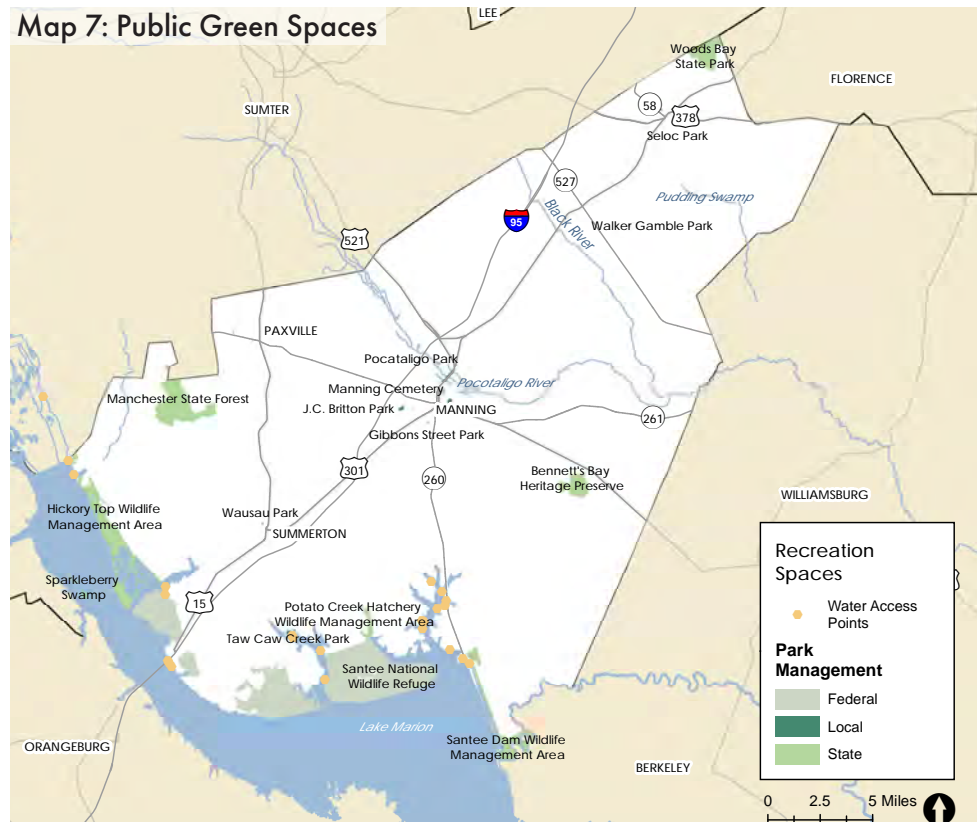 Map 7: Public Green Spaces
LEE
Woods Bay
State Park
FLORENCE
SUMTER
58
378
Seloc Park
527
Pudding Swamp
95
Black River
Walker Gamble Park
521
PAXVILLE
Pocataligo Park
Manning Cemetery
Pocotaligo River
Manchester State Forest
J.C. Britton Park
MANNING
261
Gibbons Street Park
301
260
Bennett's Bay
Heritage Preserve
WILLIAMSBURG
Hickory Top Wildlife
Management Area
Wausau Park
SUMMERTON
Sparkleberry
Swamp
15
Potato Creek Hatchery
Wildlife Management Area
Taw Caw Creek Park
Santee National
Wildlife Refuge
Lake Marion
ORANGEBURG
Santee Dam Wildlife
Management Area
BERKELEY
Recreation
Spaces
Water Access
Points
Park
Management
Federal
Local
State
0 2.5 5 Miles